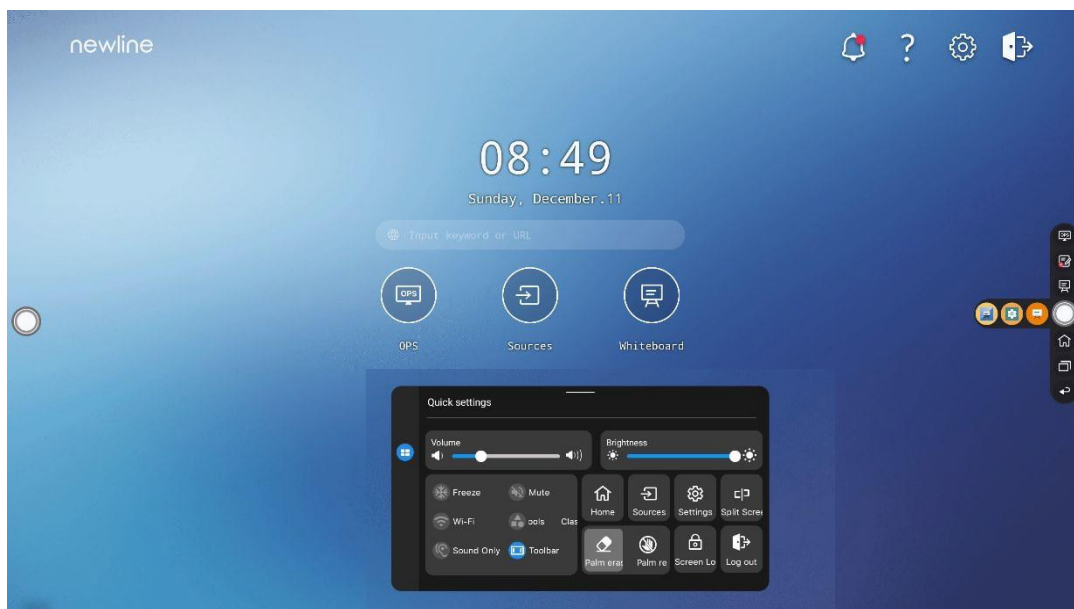 newline
?
08:49
Sunday, December.11
Input keyword or URL
OPS
OPS Sources Whiteboard
OPS
Quick settings
Volume Brightness
Freeze Mute
Home Sources Settings Split Scree
Wi-Fi ools Clas
Sound Only Toolbar
Palm eras Palm re Screen Lo Log out